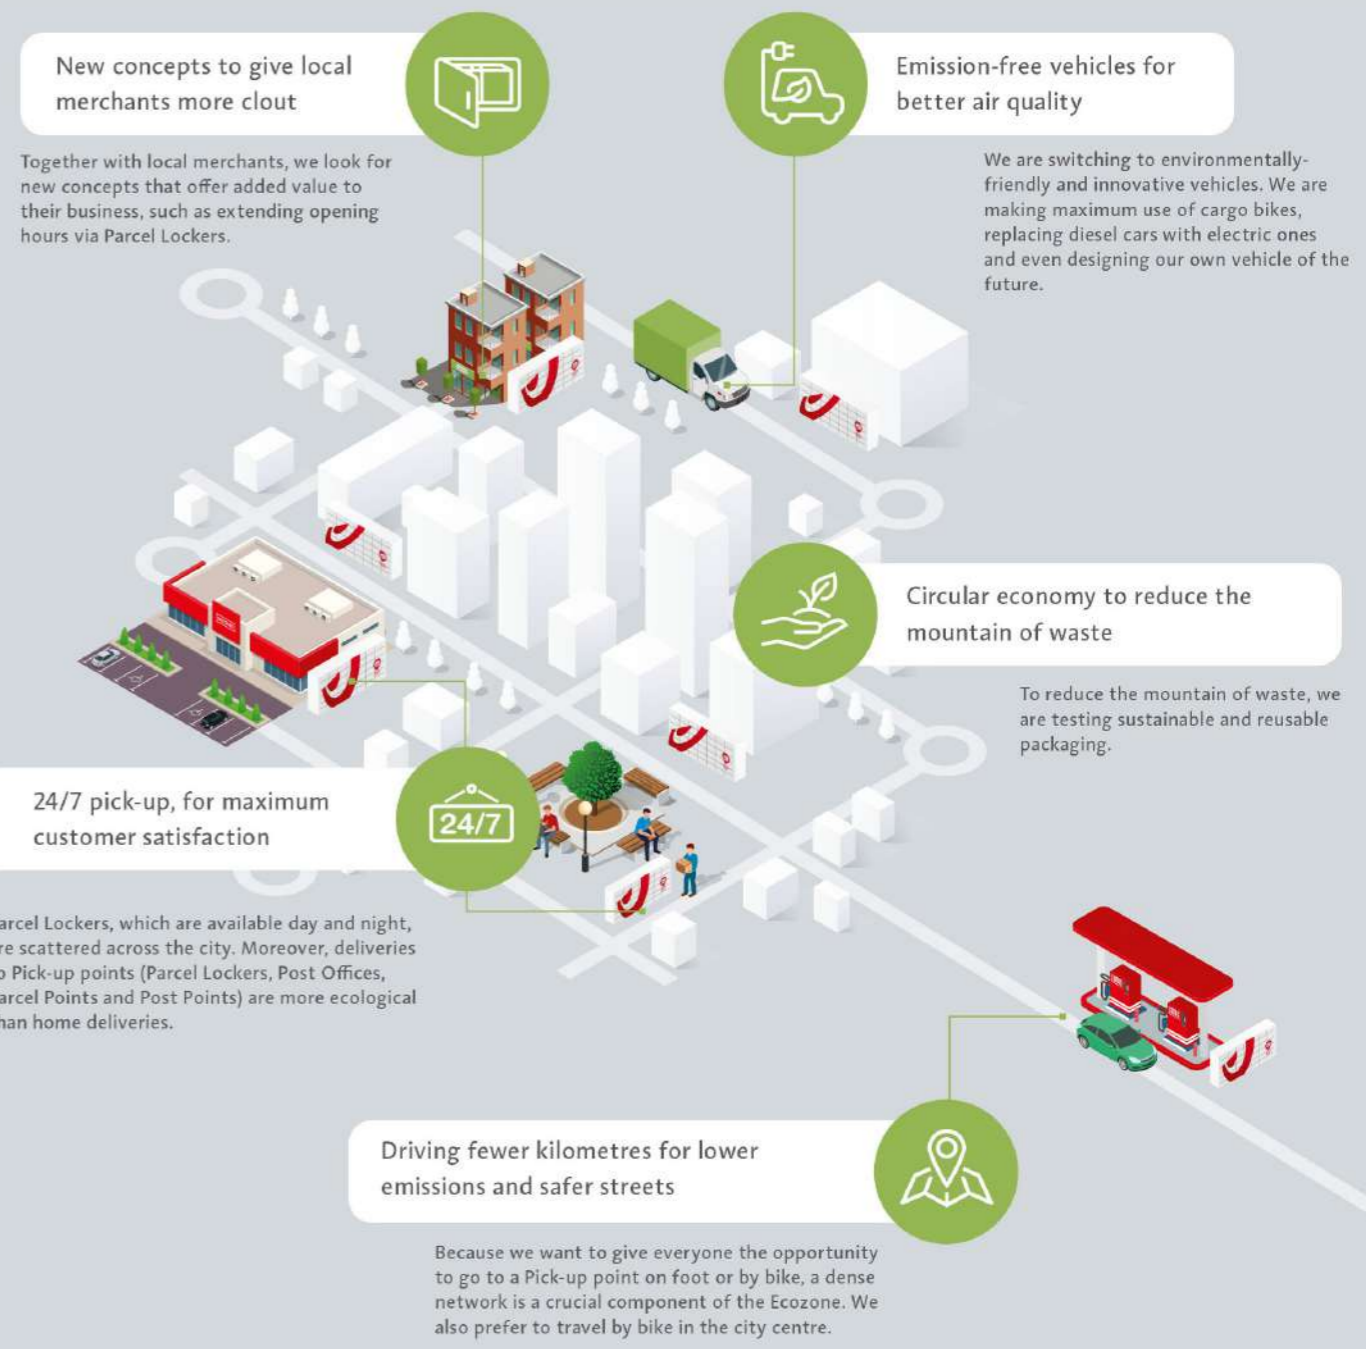 New concepts to give local
merchants more clout
Together with local merchants, we look for
new concepts that offer added value to
their business, such as extending opening
hours via Parcel Lockers.
Emission-free vehicles for
better air quality
We are switching to environmentally-
friendly and innovative vehicles. We are
making maximum use of cargo bikes,
replacing diesel cars with electric ones
and even designing our own vehicle of the
future.
Circular economy to reduce the
mountain of waste
To reduce the mountain of waste, we
are testing sustainable and reusable
packaging.
24/7 pick-up, for maximum
customer satisfaction
24/7
arcel Lockers, which are available day and night,
re scattered across the city. Moreover, deliveries
o Pick-up points (Parcel Lockers, Post Offices,
arcel Points and Post Points) are more ecological
han home deliveries.
Driving fewer kilometres for lower
emissions and safer streets
Because we want to give everyone the opportunity
to go to a Pick-up point on foot or by bike, a dense
network is a crucial component of the Ecozone. We
also prefer to travel by bike in the city centre.